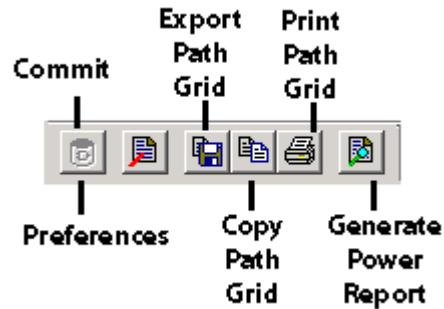 Export
Path
Grid
Print
Path
Grid
Commit
Preferences
Copy
Path
Grid
Generate
Power
Report